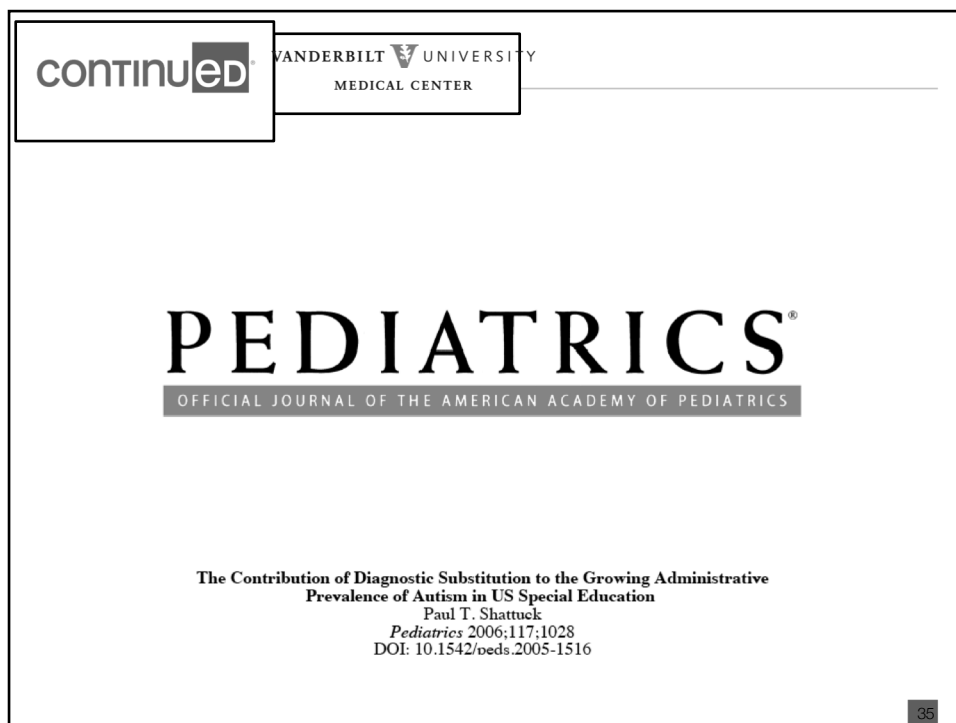 continueD
VANDERBILT UNIVERSITY
MEDICAL CENTER
PEDIATRICS®
OFFICIAL JOURNAL OF THE AMERICAN ACADEMY OF PEDIATRICS
The Contribution of Diagnostic Substitution to the Growing Administrative
Prevalence of Autism in US Special Education
Paul T. Shattuck
Pediatrics 2006;117;1028
DOI: 10.1542/peds.2005-1516
35